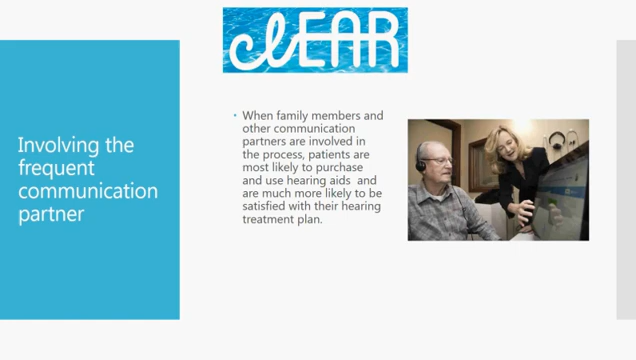 clEAR
Involving the
frequent
communication
partner
When family members and
other communication
partners are involved in
the process, patients are
most likely to purchase
and use hearing aids and
are much more likely to be
satisfied with their hearing
treatment plan.